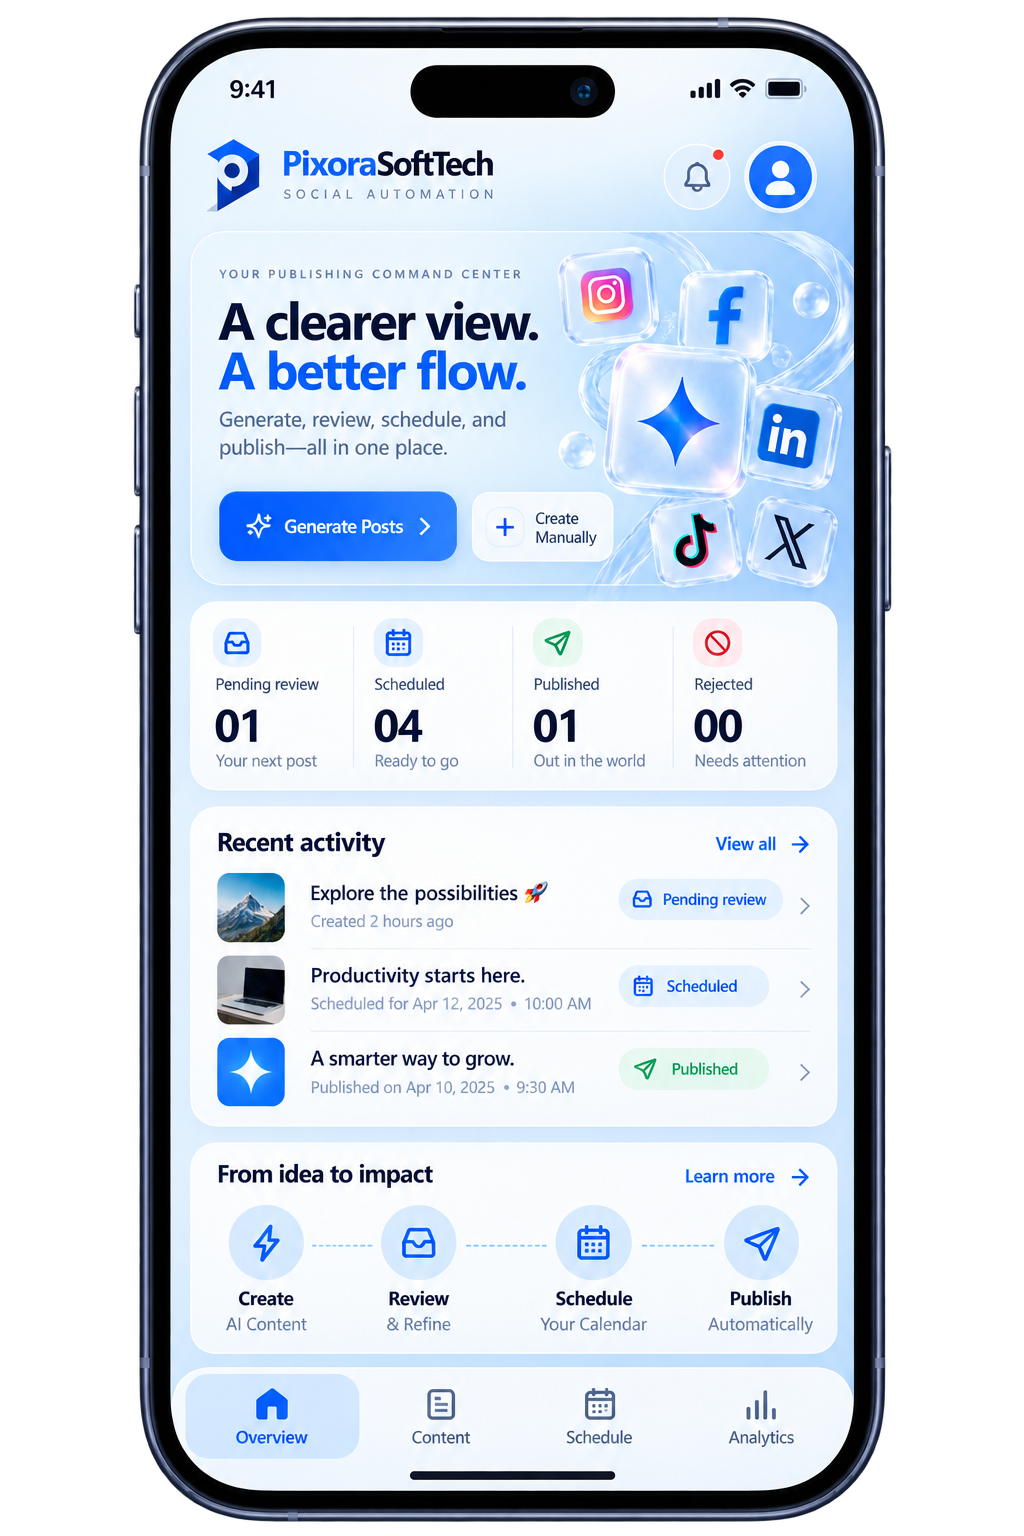 9:41
PixoraSoftTech
SOCIAL AUTOMATION
YOUR PUBLISHING COMMAND CENTER
A clearer view.
A better flow.
Generate, review, schedule, and
publish—all in one place.
Generate Posts
Create
Manually
f
in
X
Pending review
01
Your next post
Scheduled
04
Ready to go
Published
01
Out in the world
Rejected
00
Needs attention
Recent activity
View all
Explore the possibilities 🚀
Created 2 hours ago
Pending review
Productivity starts here.
Scheduled for Apr 12, 2025 • 10:00 AM
Scheduled
A smarter way to grow.
Published on Apr 10, 2025 • 9:30 AM
Published
From idea to impact
Learn more
Create
AI Content
Review
& Refine
Schedule
Your Calendar
Publish
Automatically
Overview
Content
Schedule
Analytics